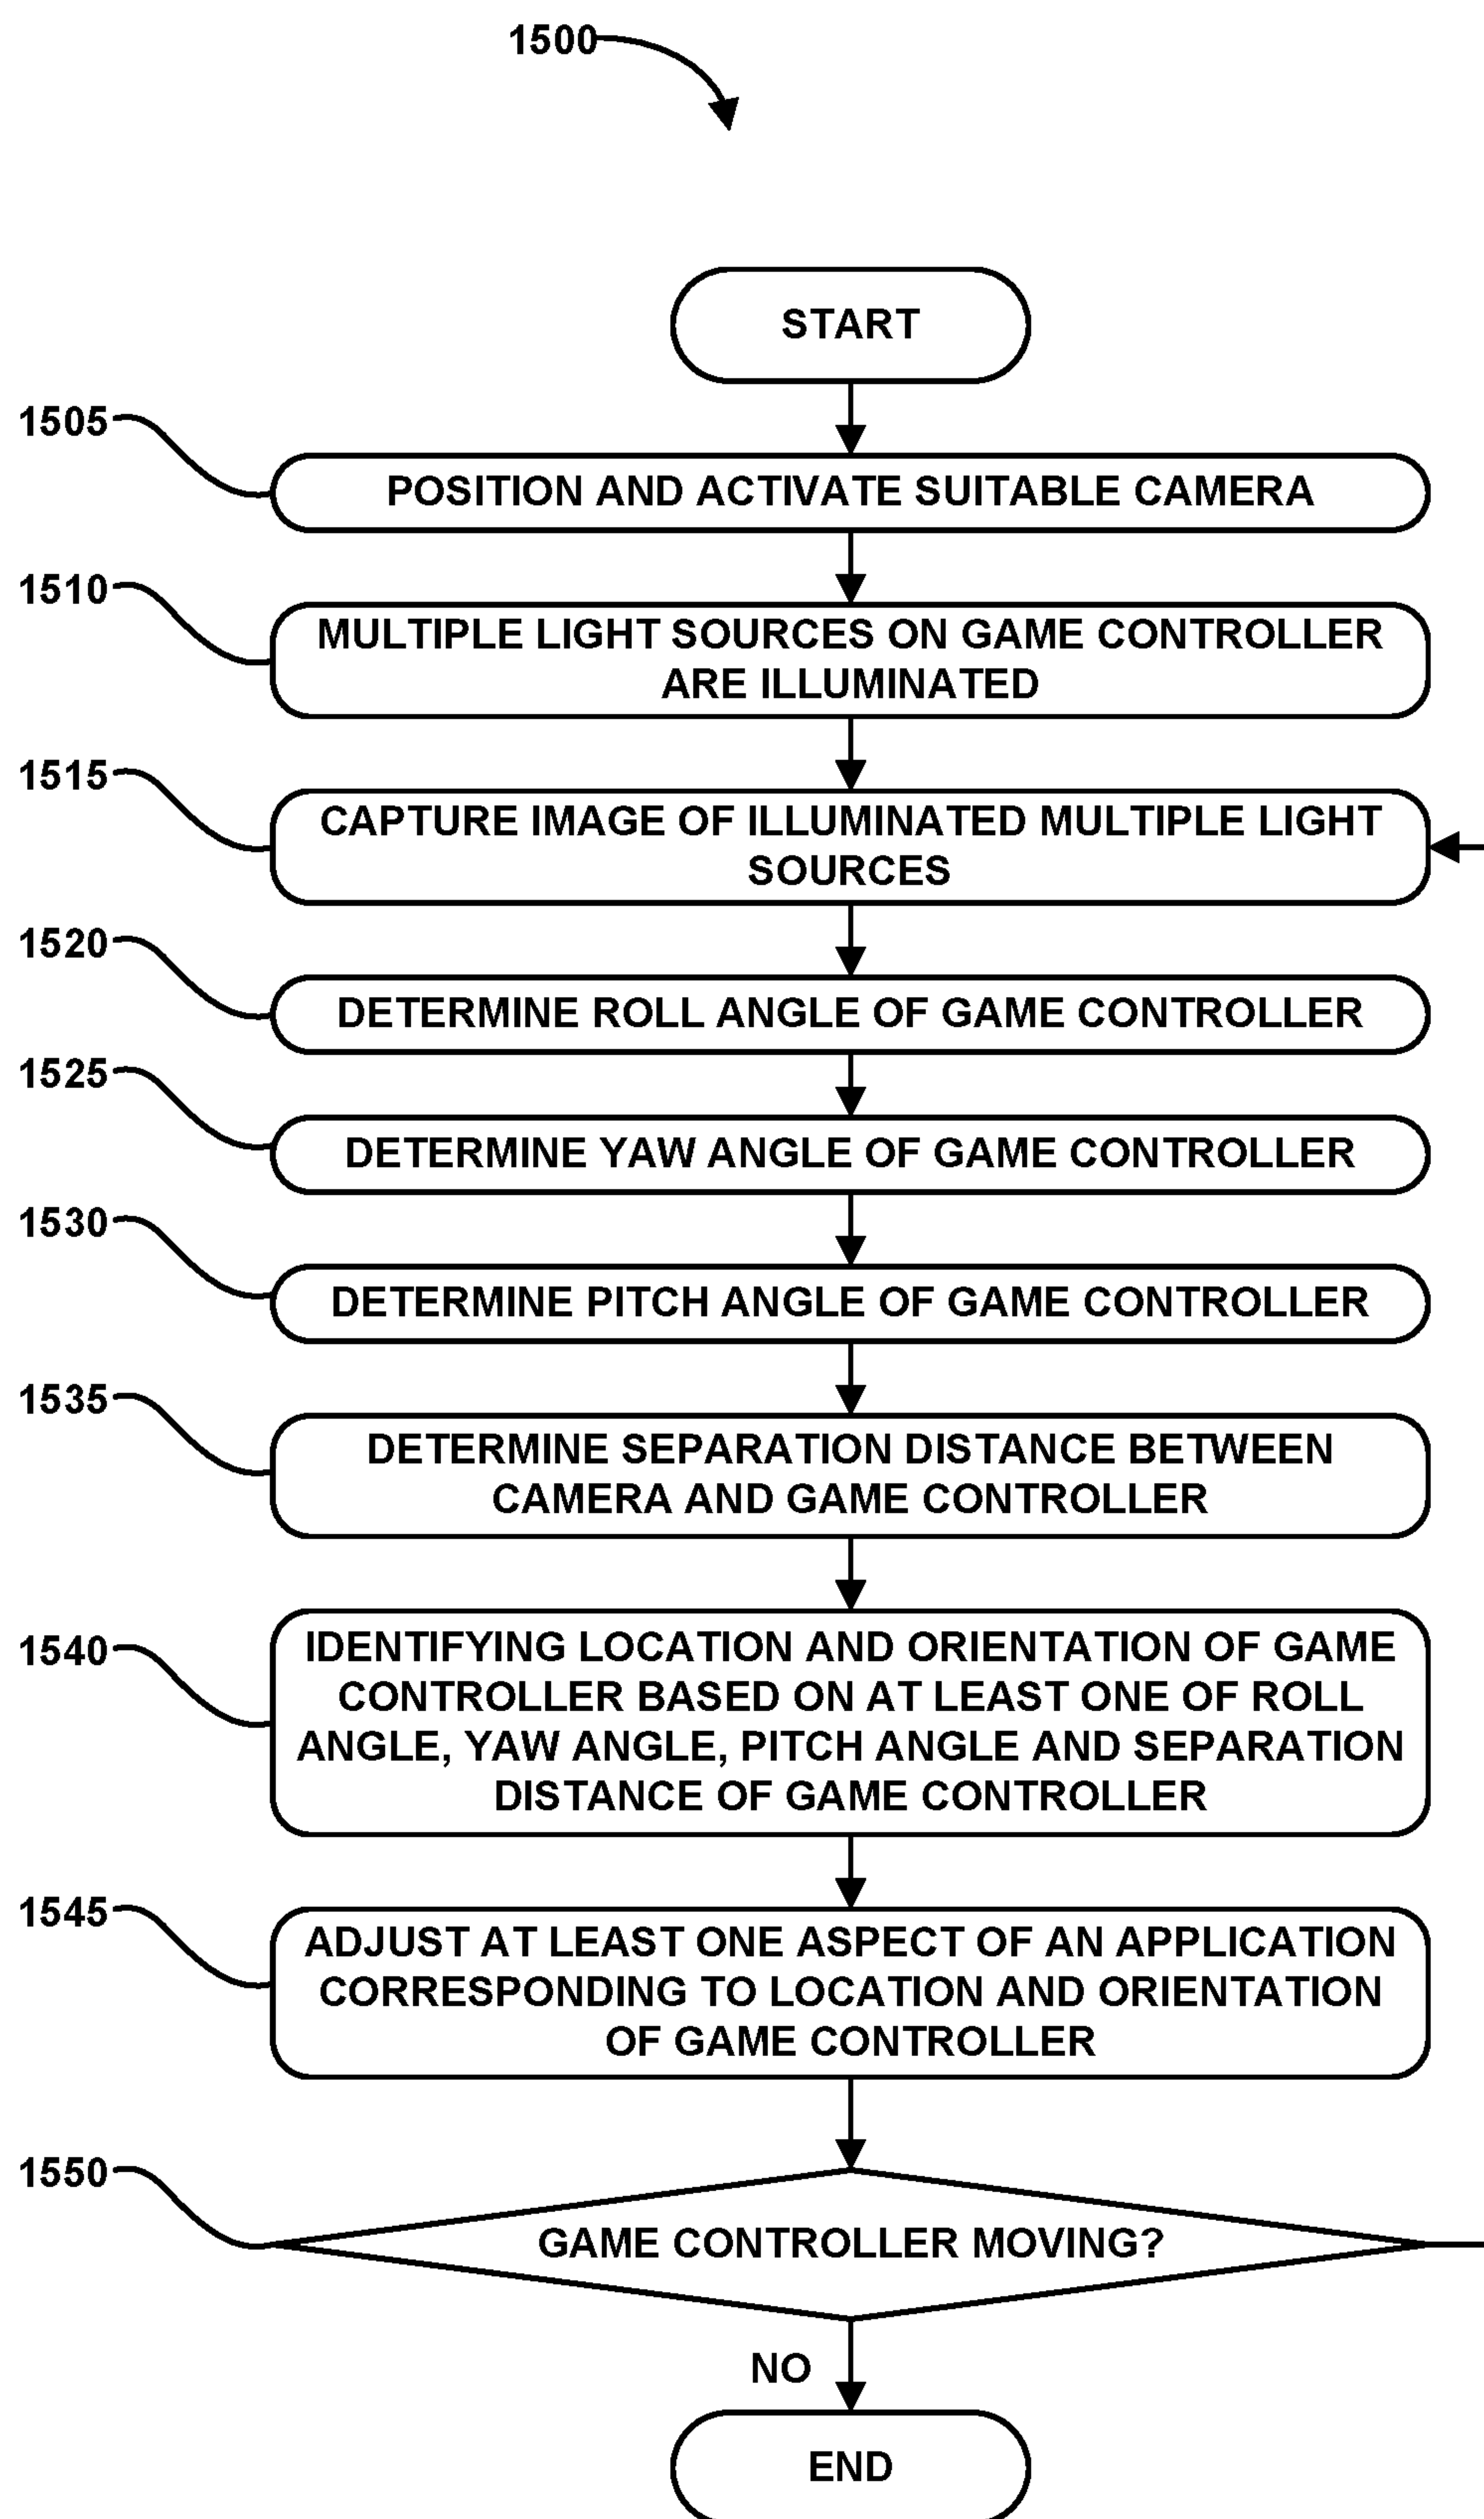 1500
START
1505
POSITION AND ACTIVATE SUITABLE CAMERA
1510
MULTIPLE LIGHT SOURCES ON GAME CONTROLLER
ARE ILLUMINATED
1515
CAPTURE IMAGE OF ILLUMINATED MULTIPLE LIGHT
SOURCES
1520
DETERMINE ROLL ANGLE OF GAME CONTROLLER
1525
DETERMINE YAW ANGLE OF GAME CONTROLLER
1530
DETERMINE PITCH ANGLE OF GAME CONTROLLER
1535
DETERMINE SEPARATION DISTANCE BETWEEN
CAMERA AND GAME CONTROLLER
1540
IDENTIFYING LOCATION AND ORIENTATION OF GAME
CONTROLLER BASED ON AT LEAST ONE OF ROLL
ANGLE, YAW ANGLE, PITCH ANGLE AND SEPARATION
DISTANCE OF GAME CONTROLLER
1545
ADJUST AT LEAST ONE ASPECT OF AN APPLICATION
CORRESPONDING TO LOCATION AND ORIENTATION
OF GAME CONTROLLER
1550
GAME CONTROLLER MOVING?
NO
END